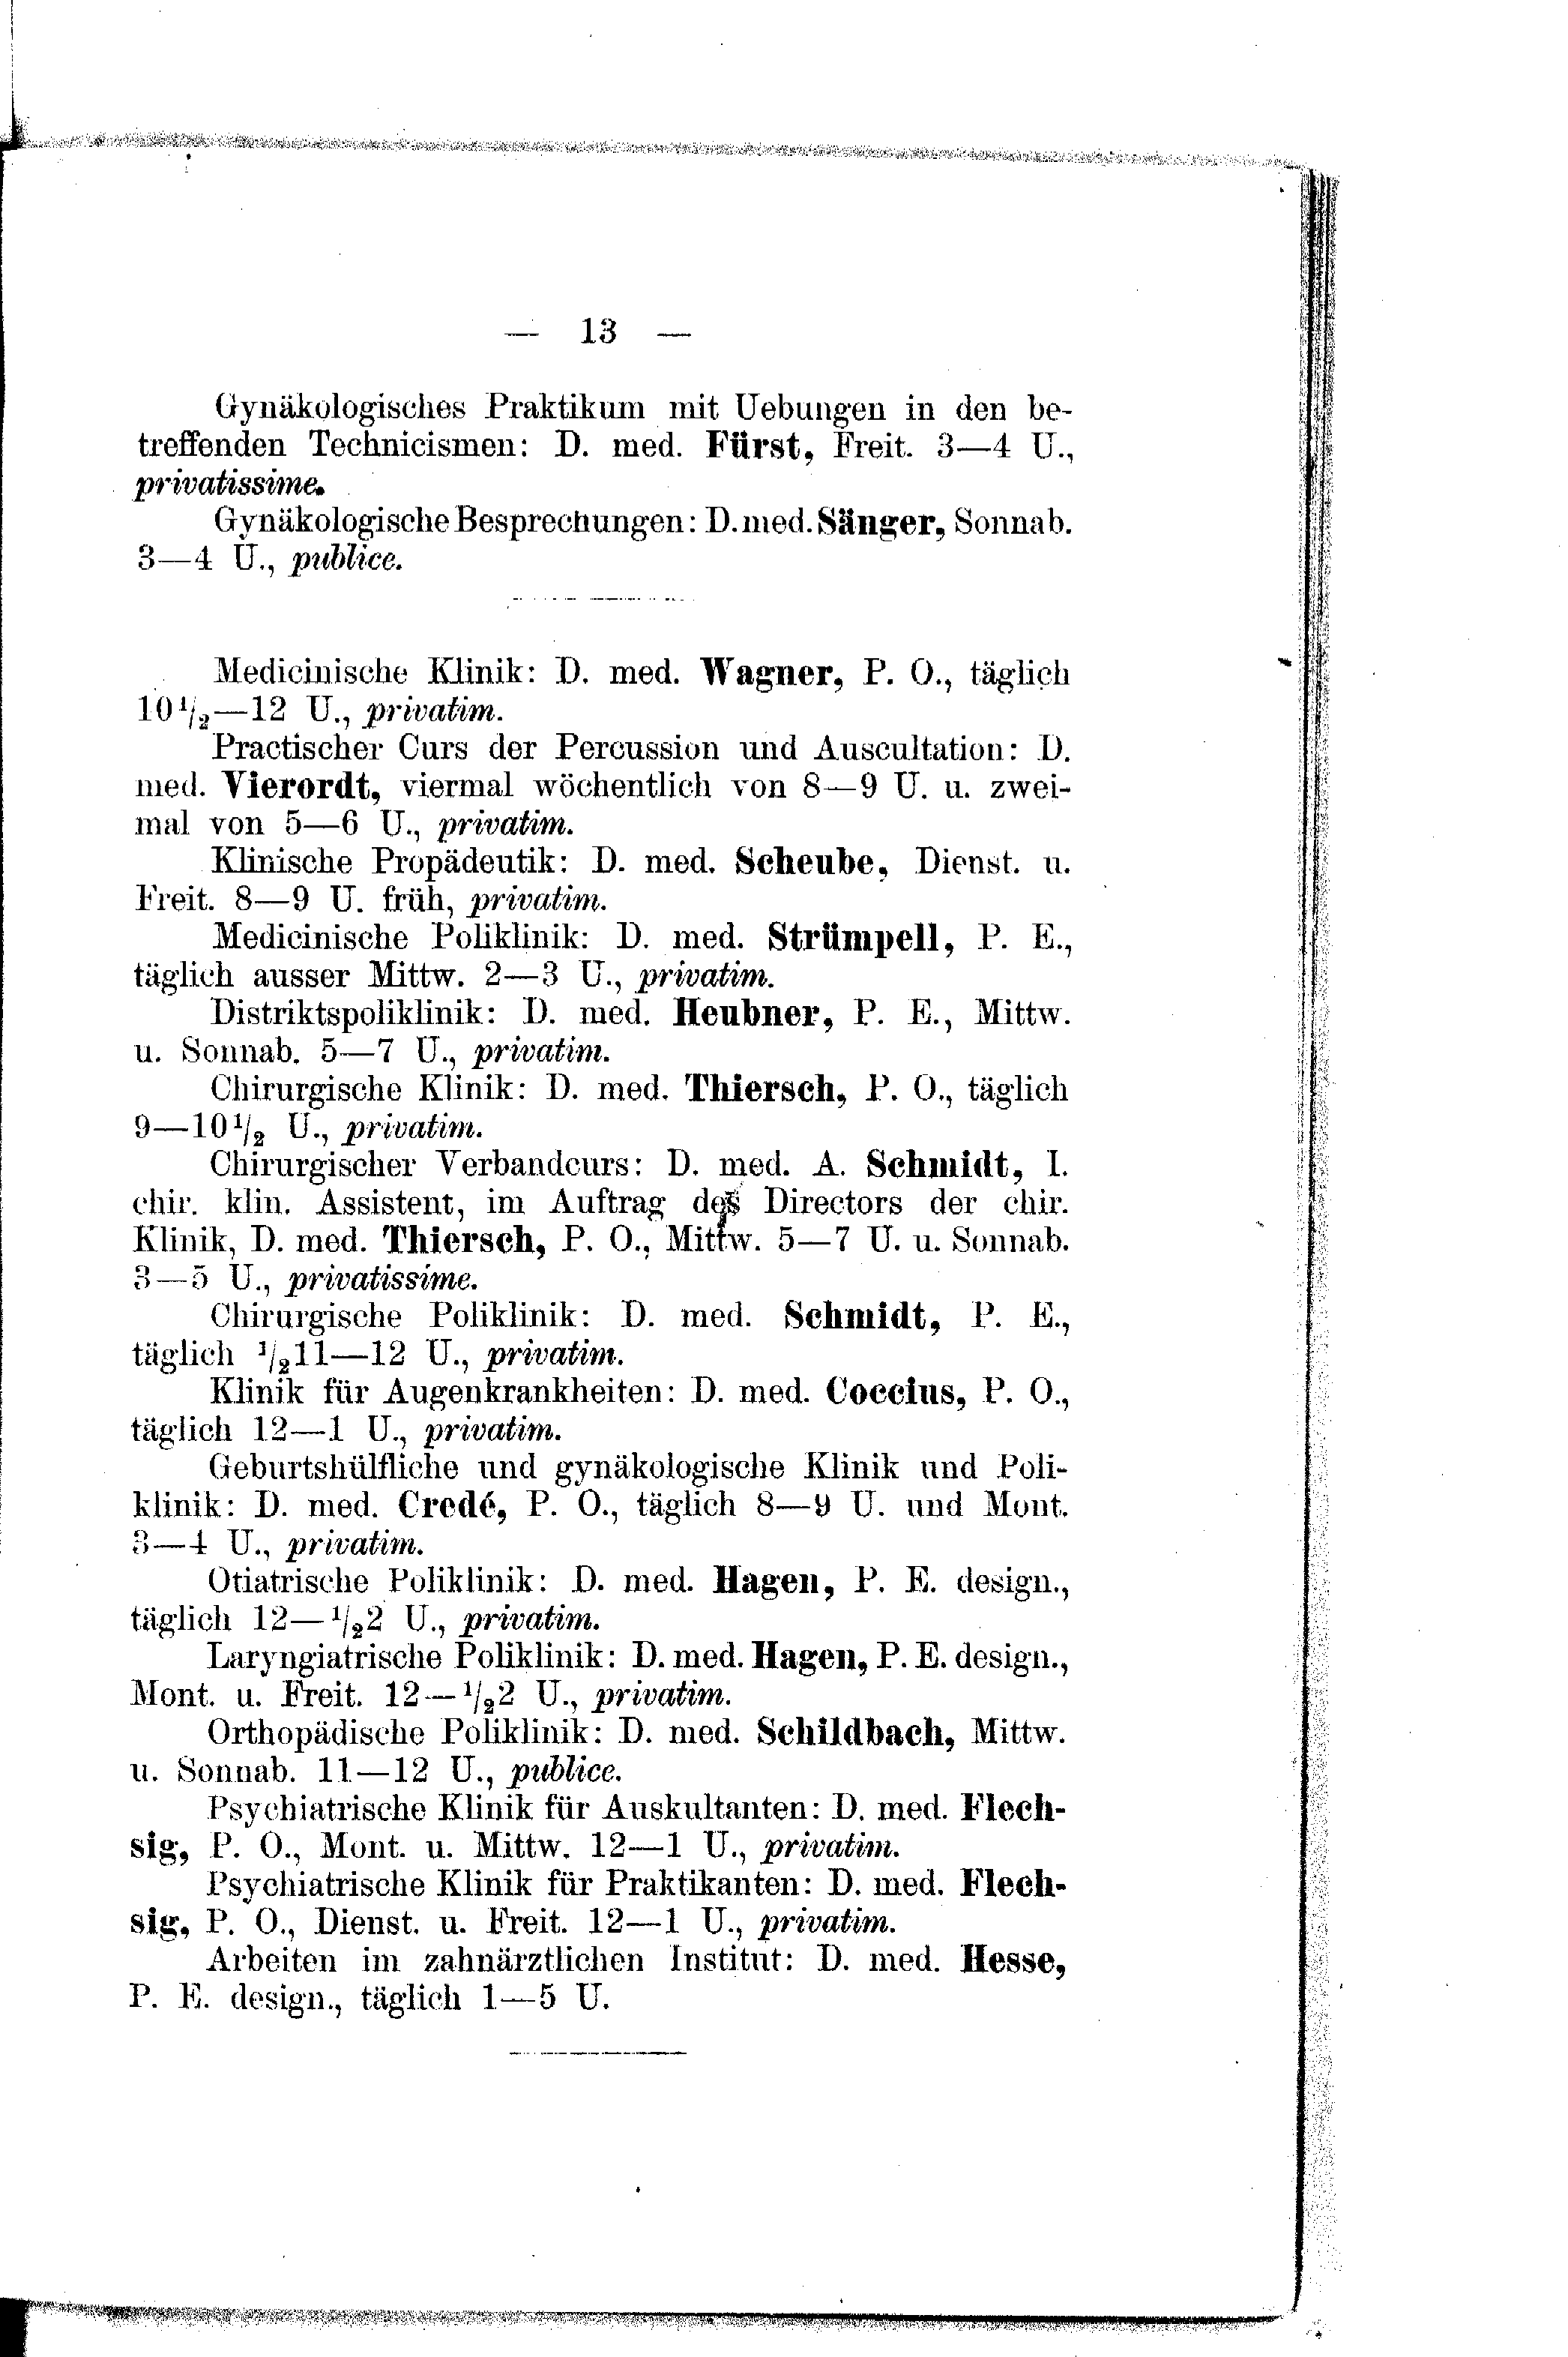 — 13 —
Gynäkologisches Praktikum mit Uebungen in den be-
treffenden Technicismen: D. med. Fürst, Freit. 3—4 U.,
privatissime.
Gynäkologische Besprechungen: D. med. Sänger, Sonnab.
3—4 U., publice.
Medicinische Klinik: D. med. Wagner, P. O., täglich
10 1/2—12 U., privatim.
Practischer Curs der Percussion und Auscultation: D.
med. Vierordt, viermal wöchentlich von 8—9 U. u. zwei-
mal von 5—6 U., privatim.
Klinische Propädeutik: D. med. Scheube, Dienst. u.
Freit. 8—9 U. früh, privatim.
Medicinische Poliklinik: D. med. Strümpell, P. E.,
täglich ausser Mittw. 2—3 U., privatim.
Distriktspoliklinik: D. med. Heubner, P. E., Mittw.
u. Sonnab. 5—7 U., privatim.
Chirurgische Klinik: D. med. Thiersch, P. O., täglich
9—10 1/2 U., privatim.
Chirurgischer Verbandcurs: D. med. A. Schmidt, I.
chir. klin. Assistent, im Auftrag des Directors der chir.
Klinik, D. med. Thiersch, P. O., Mittw. 5—7 U. u. Sonnab.
3—5 U., privatissime.
Chirurgische Poliklinik: D. med. Schmidt, P. E.,
täglich 1/2 11—12 U., privatim.
Klinik für Augenkrankheiten: D. med. Coccius, P. O.,
täglich 12—1 U., privatim.
Geburtshülfliche und gynäkologische Klinik und Poli-
klinik: D. med. Credé, P. O., täglich 8—9 U. und Mont.
3—4 U., privatim.
Otiatrische Poliklinik: D. med. Hagen, P. E. design.,
täglich 12—1/2 2 U., privatim.
Laryngiatrische Poliklinik: D. med. Hagen, P. E. design.,
Mont. u. Freit. 12—1/2 2 U., privatim.
Orthopädische Poliklinik: D. med. Schildbach, Mittw.
u. Sonnab. 11—12 U., publice.
Psychiatrische Klinik für Auskultanten: D. med. Flech-
sig, P. O., Mont. u. Mittw. 12—1 U., privatim.
Psychiatrische Klinik für Praktikanten: D. med. Flech-
sig, P. O., Dienst. u. Freit. 12—1 U., privatim.
Arbeiten im zahnärztlichen Institut: D. med. Hesse,
P. E. design., täglich 1—5 U.